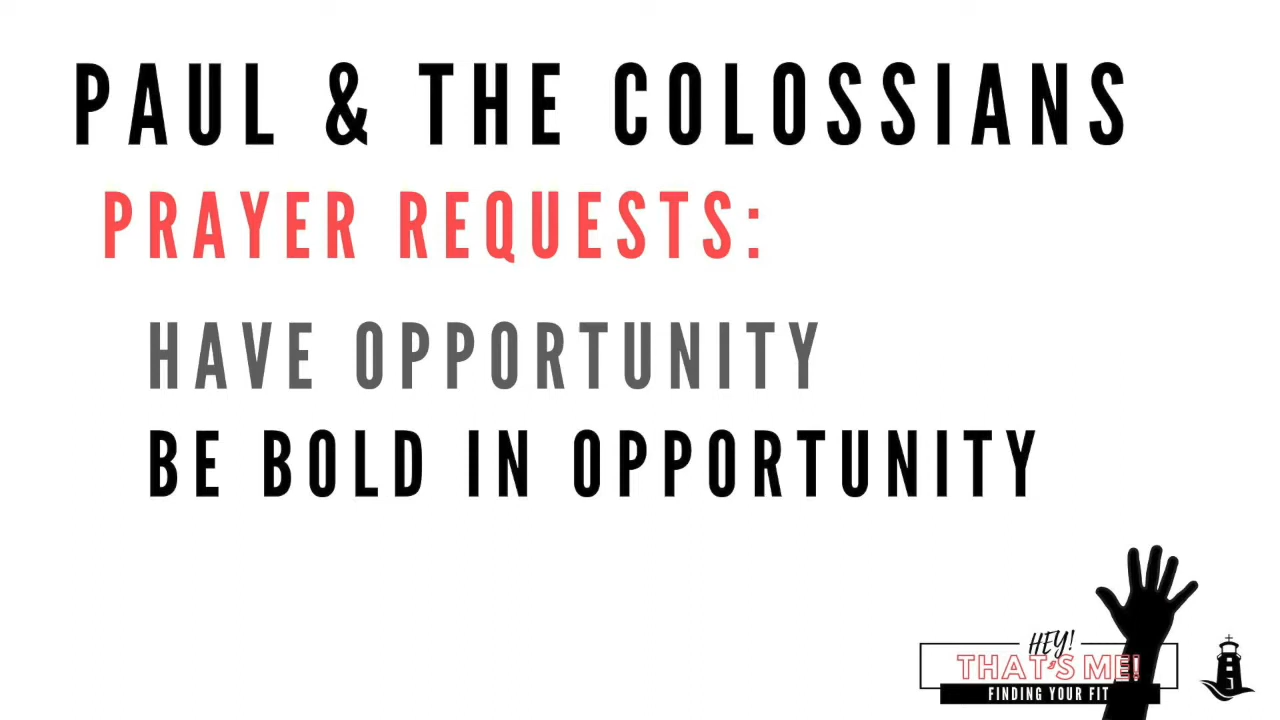 PAUL & THE COLOSSIANS
PRAYER REQUESTS:
HAVE OPPORTUNITY
BE BOLD IN OPPORTUNITY
HEY!
THAT'S ME!
FINDING YOUR FIT